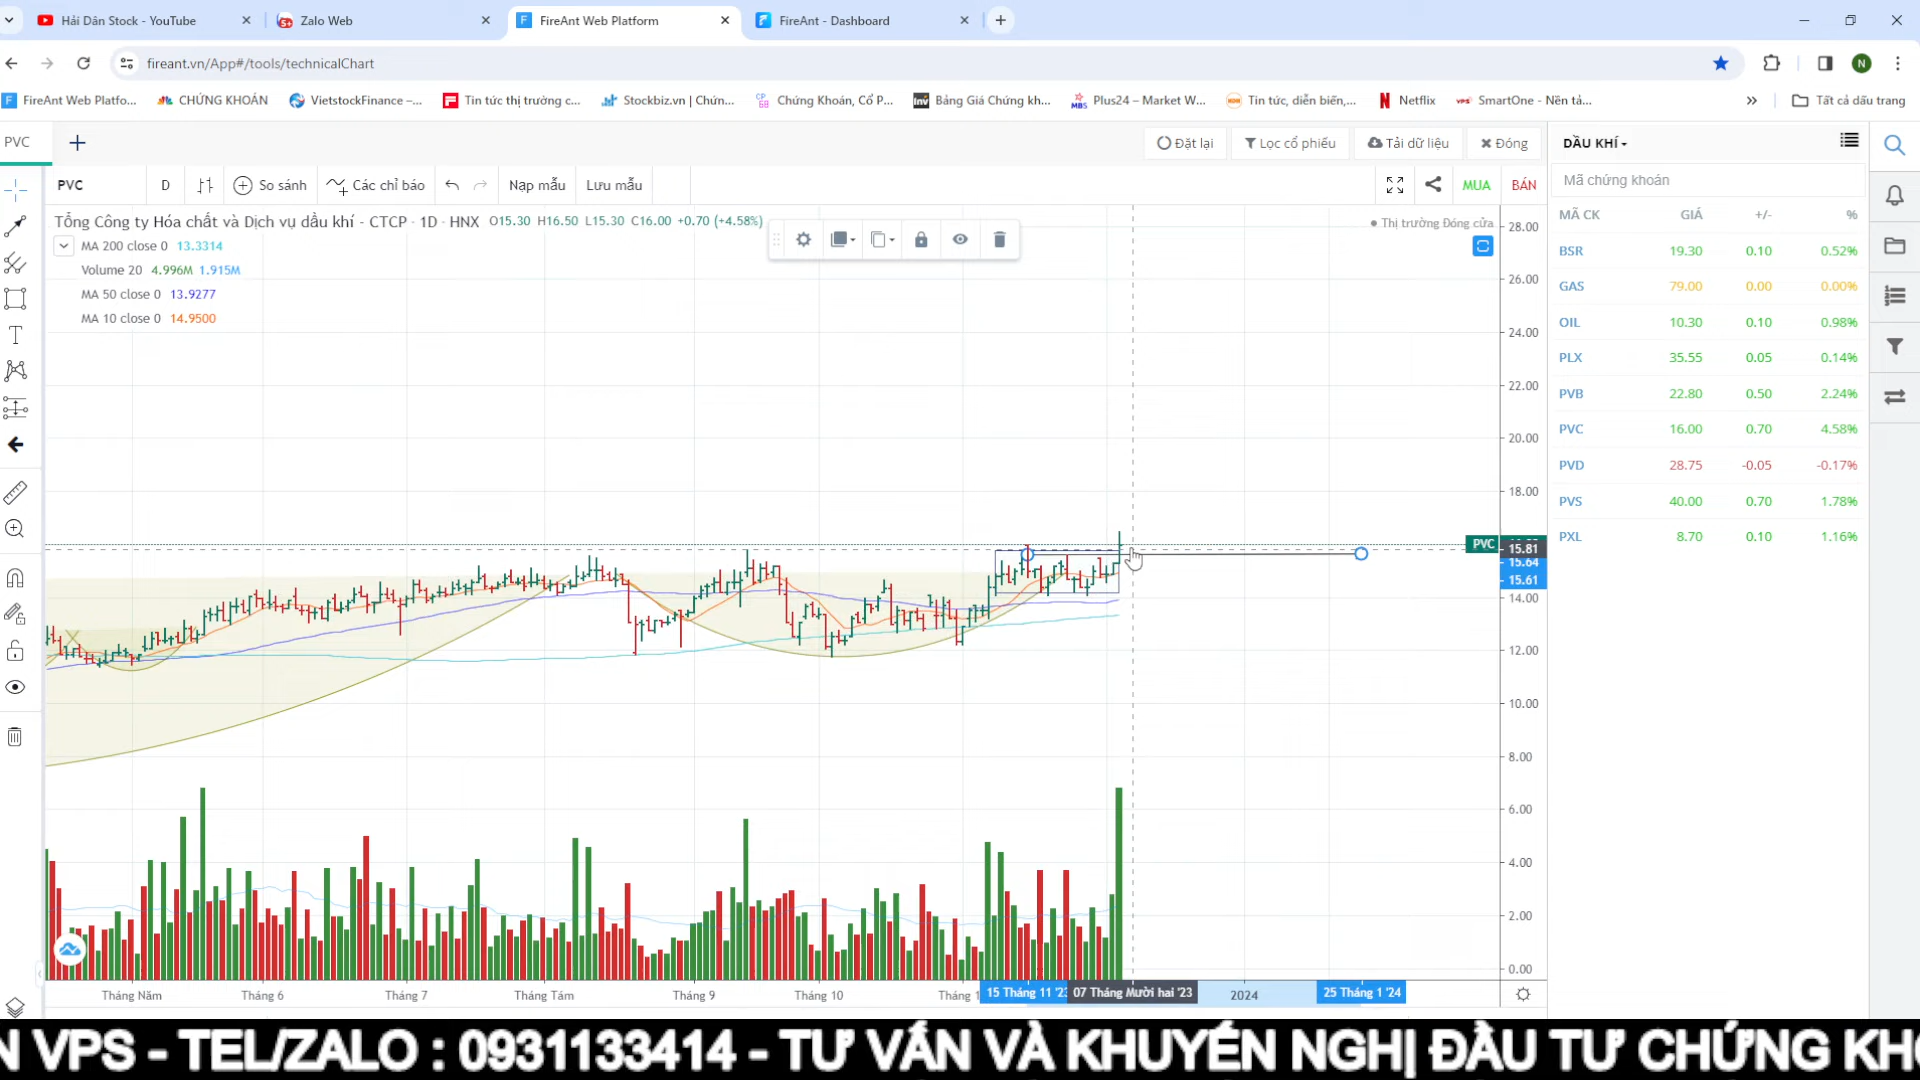 Hải Dân Stock - YouTube
Zalo Web
FireAnt Web Platform
FireAnt - Dashboard
fireant.vn/App#/tools/technicalChart
FireAnt Web Platfo...
CHỨNG KHOÁN
VietstockFinance –...
Tin tức thị trường c...
Stockbiz.vn | Chứn...
Chứng Khoán, Cổ P...
Bảng Giá Chứng kh...
Plus24 – Market W...
Tin tức, diễn biến,...
Netflix
SmartOne - Nền tả...
Tất cả dấu trang
PVC
Đặt lại
Lọc cổ phiếu
Tải dữ liệu
Đóng
DẦU KHÍ
PVC
D
So sánh
Các chỉ báo
Nạp mẫu
Lưu mẫu
MUA
BÁN
Mã chứng khoán
Tổng Công ty Hóa chất và Dịch vụ dầu khí - CTCP · 1D · HNX O15.30 H16.50 L15.30 C16.00 +0.70 (+4.58%)
Thị trường Đóng cửa
MA 200 close 0 13.3314
Volume 20 4.996M 1.915M
MA 50 close 0 13.9277
MA 10 close 0 14.9500
MÃ CK GIÁ +/- %
BSR 19.30 0.10 0.52%
GAS 79.00 0.00 0.00%
OIL 10.30 0.10 0.98%
PLX 35.55 0.05 0.14%
PVB 22.80 0.50 2.24%
PVC 16.00 0.70 4.58%
PVD 28.75 -0.05 -0.17%
PVS 40.00 0.70 1.78%
PXL 8.70 0.10 1.16%
28.00
26.00
24.00
22.00
20.00
18.00
PVC
15.81
15.64
15.61
14.00
12.00
10.00
8.00
6.00
4.00
2.00
0.00
Tháng Năm
Tháng 6
Tháng 7
Tháng Tám
Tháng 9
Tháng 10
Tháng 1
15 Tháng 11 '23
07 Tháng Mười hai '23
2024
25 Tháng 1 '24
N VPS - TEL/ZALO : 0931133414 - TƯ VẤN VÀ KHUYẾN NGHỊ ĐẦU TƯ CHỨNG KH